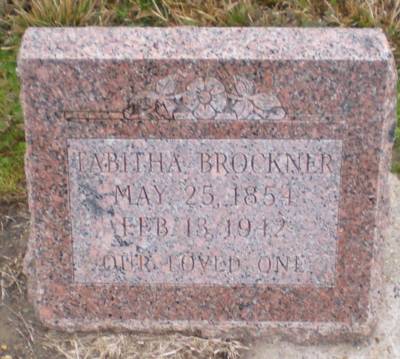 TABITHA BROCKNER
MAY 25, 1854
FEB. 13, 1942
OUR LOVED ONE